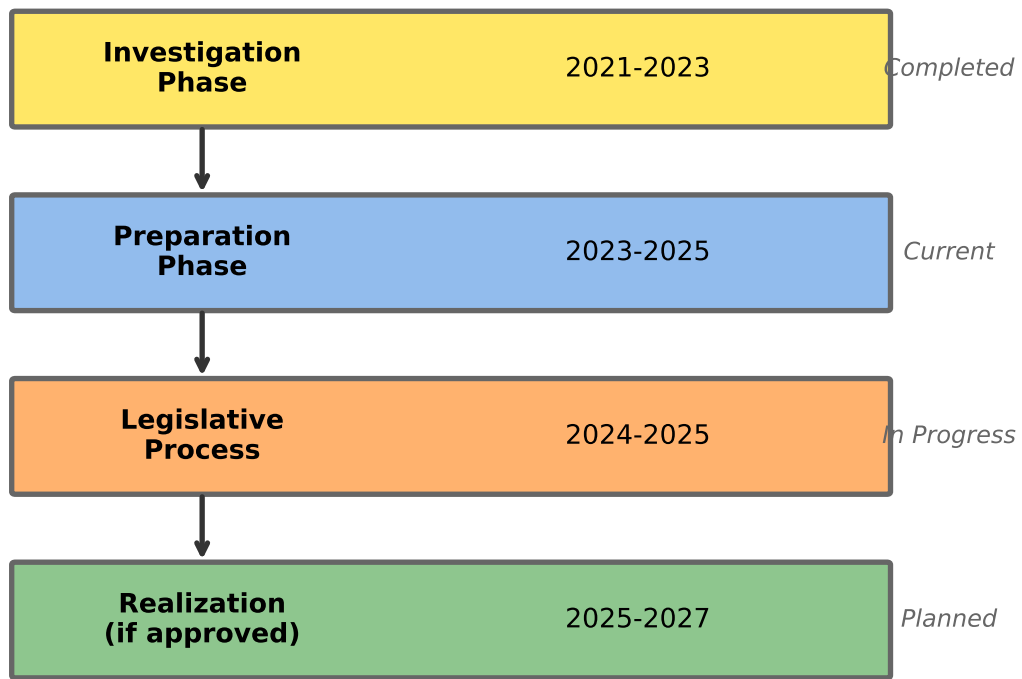 Investigation
Phase
2021-2023
Completed
Preparation
Phase
2023-2025
Current
Legislative
Process
2024-2025
In Progress
Realization
(if approved)
2025-2027
Planned